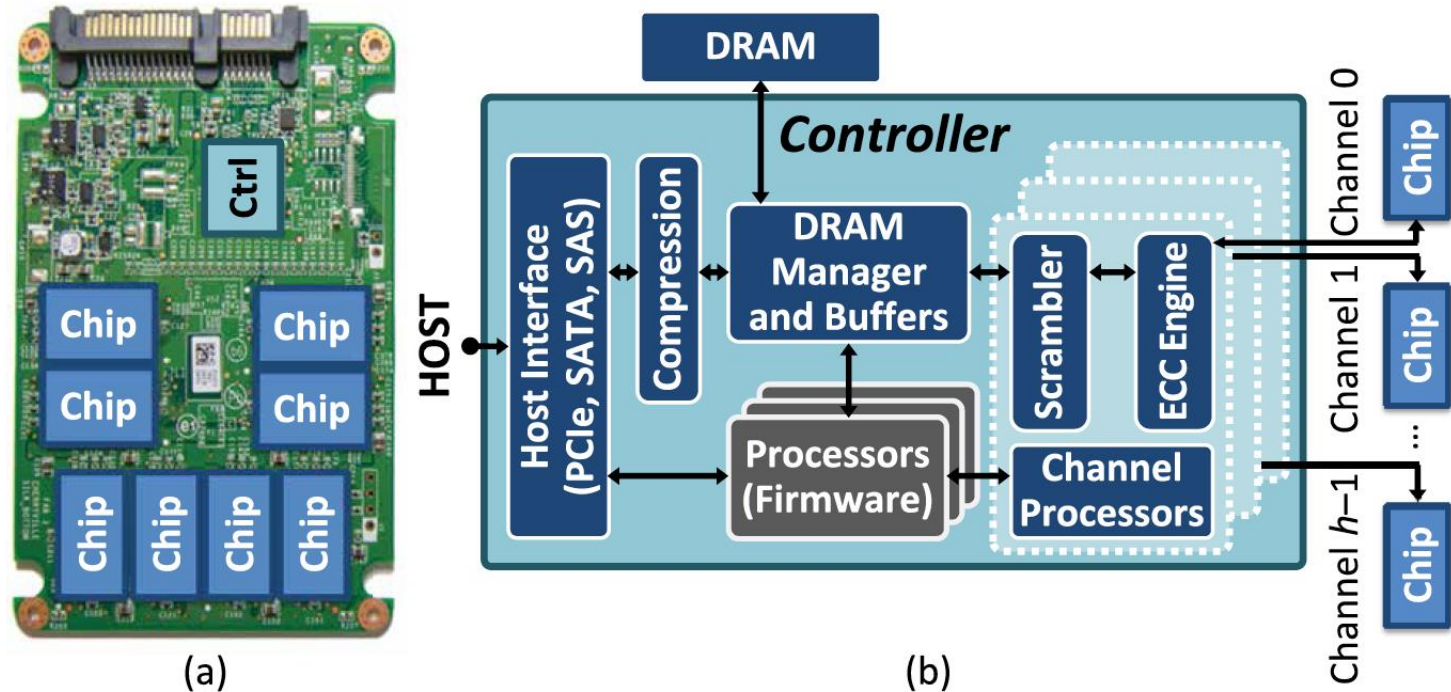 Ctrl
Chip
Chip
Chip
Chip
Chip
Chip
Chip
Chip
(a)
DRAM
Controller
HOST
Host Interface
(PCIe, SATA, SAS)
Compression
DRAM
Manager
and Buffers
Processors
(Firmware)
Scrambler
ECC Engine
Channel
Processors
Channel 0
Chip
Channel 1
Chip
...
Channel h–1
Chip
(b)